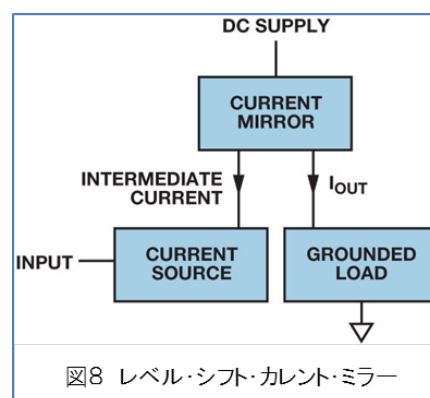 DC SUPPLY
CURRENT
MIRROR
INTERMEDIATE
CURRENT
IOUT
INPUT
CURRENT
SOURCE
GROUNDED
LOAD
図8 レベル・シフト・カレント・ミラー